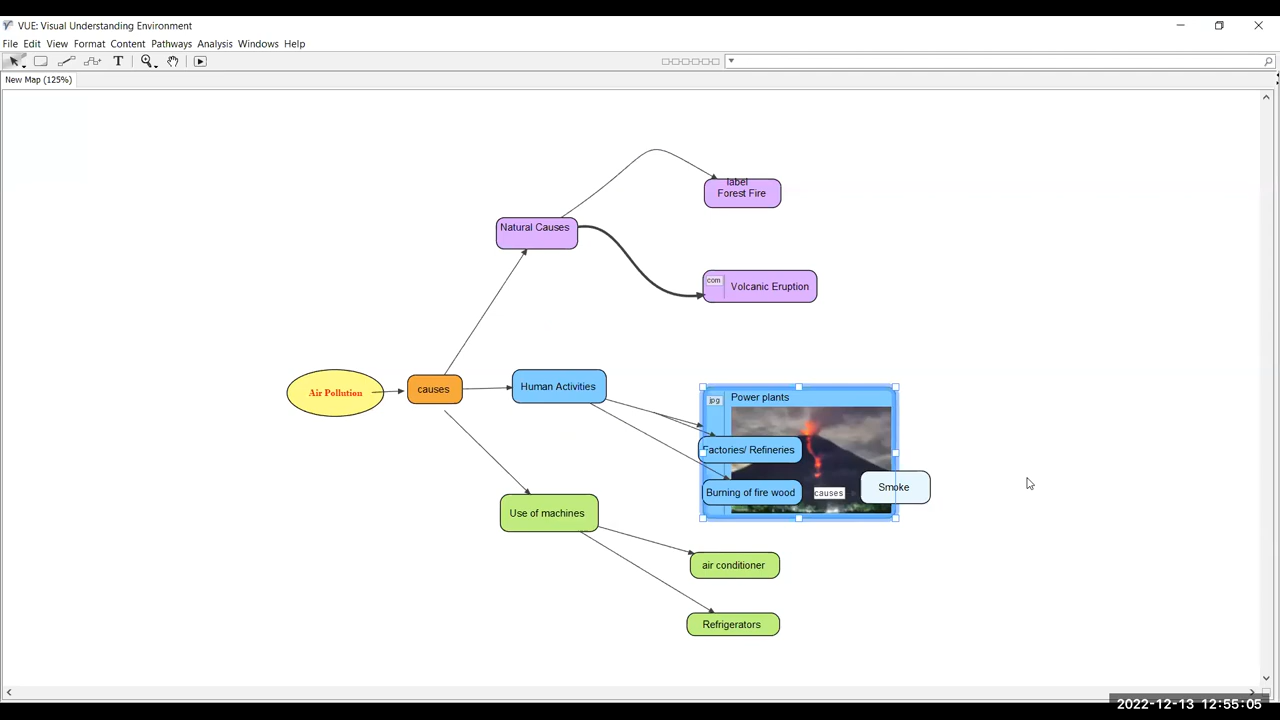 VUE: Visual Understanding Environment
File Edit View Format Content Pathways Analysis Windows Help
T
New Map (125%)
label
Forest Fire
Natural Causes
com
Volcanic Eruption
Air Pollution
causes
Human Activities
jpg
Power plants
Factories/ Refineries
Burning of fire wood
causes
Smoke
Use of machines
air conditioner
Refrigerators
2022-12-13 12:55:05